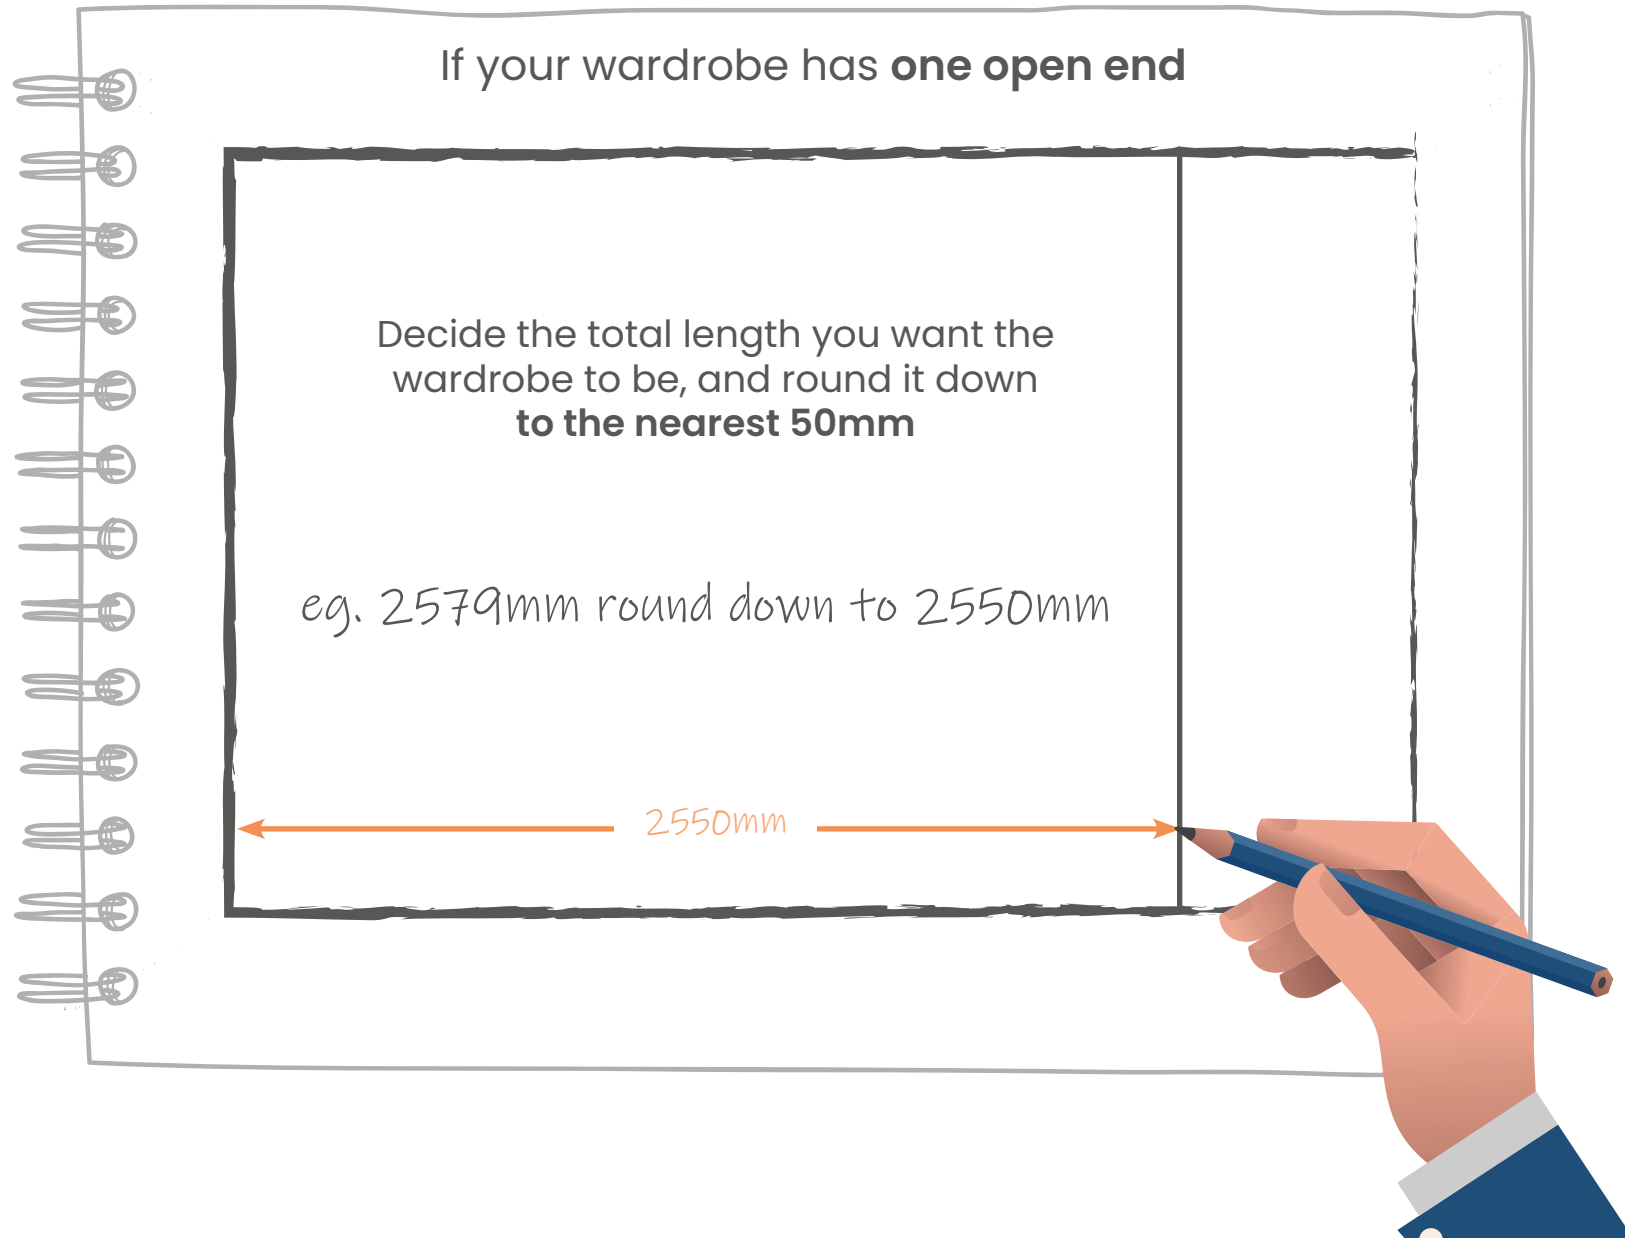 If your wardrobe has one open end
Decide the total length you want the
wardrobe to be, and round it down
to the nearest 50mm
eg. 2579mm round down to 2550mm
2550mm